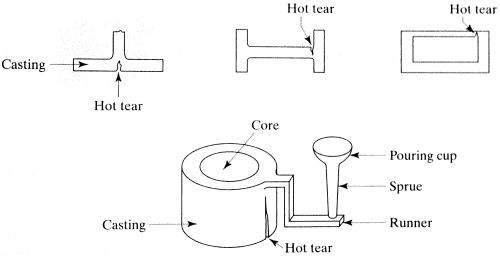 Hot tear
Hot tear
Casting
Hot tear
Core
Pouring cup
Sprue
Casting
Runner
Hot tear